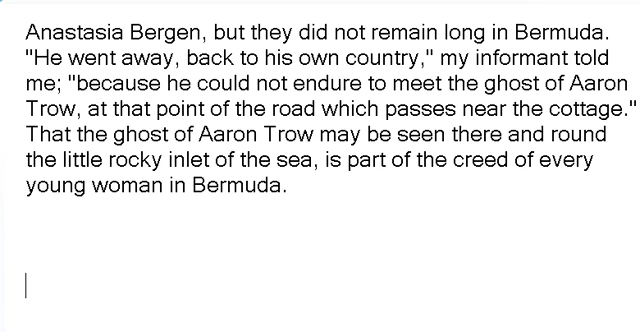 Anastasia Bergen, but they did not remain long in Bermuda.
"He went away, back to his own country," my informant told
me; "because he could not endure to meet the ghost of Aaron
Trow, at that point of the road which passes near the cottage."
That the ghost of Aaron Trow may be seen there and round
the little rocky inlet of the sea, is part of the creed of every
young woman in Bermuda.